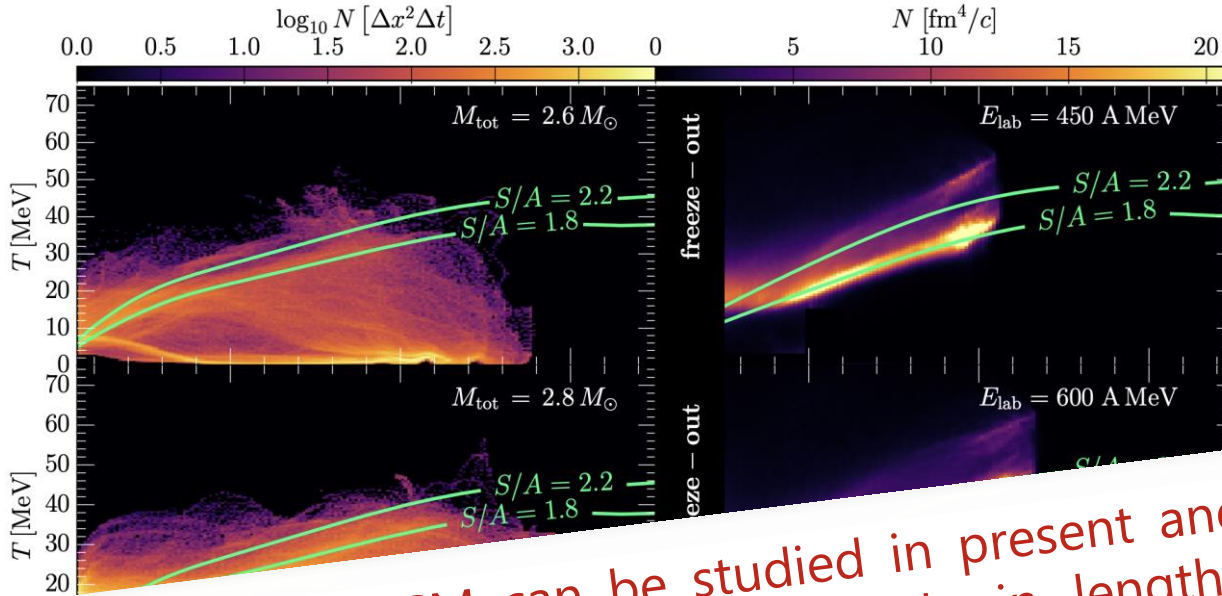 log₁₀ N [Δx²Δt]
N [fm⁴/c]
0.0 0.5 1.0 1.5 2.0 2.5 3.0 0 5 10 15 20
M_tot = 2.6 M⊙
E_lab = 450 A MeV
70
60
50
40
30
20
10
0
T [MeV]
S/A = 2.2
S/A = 1.8
freeze – out
S/A = 2.2
S/A = 1.8
M_tot = 2.8 M⊙
E_lab = 600 A MeV
70
60
50
40
30
20
T [MeV]
S/A = 2.2
S/A = 1.8
eze – out
can be studied in present and
in length